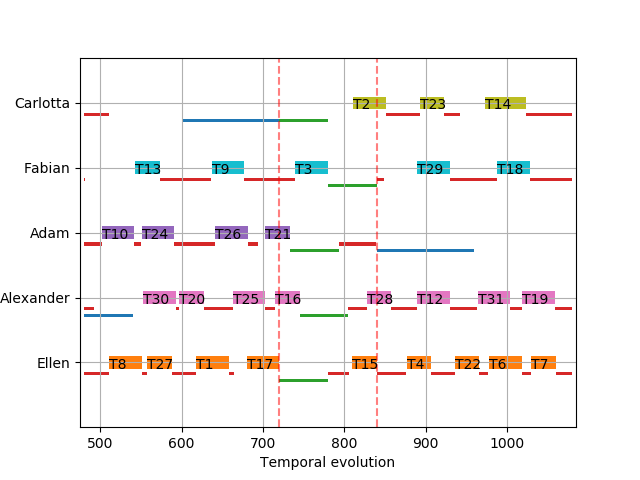 Carlotta T2 T23 T14
Fabian T13 T9 T3 T29 T18
Adam T10 T24 T26 T21
Alexander T30 T20 T25 T16 T28 T12 T31 T19
Ellen T8 T27 T1 T17 T15 T4 T22 T6 T7
500 600 700 800 900 1000
Temporal evolution